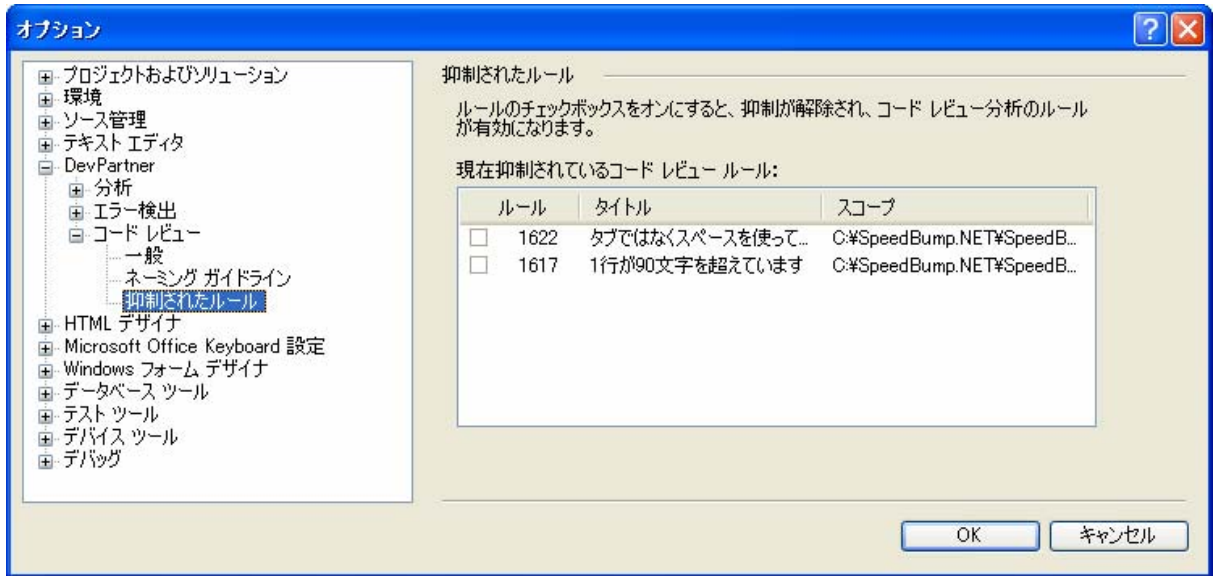 オプション
プロジェクトおよびソリューション
環境
ソース管理
テキスト エディタ
DevPartner
分析
エラー検出
コード レビュー
一般
ネーミング ガイドライン
抑制されたルール
HTML デザイナ
Microsoft Office Keyboard 設定
Windows フォーム デザイナ
データベース ツール
テスト ツール
デバイス ツール
デバッグ
抑制されたルール
ルールのチェックボックスをオンにすると、抑制が解除され、コード レビュー分析のルール
が有効になります。
現在抑制されているコード レビュー ルール:
ルール タイトル スコープ
1622 タブではなくスペースを使って... C:¥SpeedBump.NET¥SpeedB...
1617 1行が90文字を超えています C:¥SpeedBump.NET¥SpeedB...
OK キャンセル